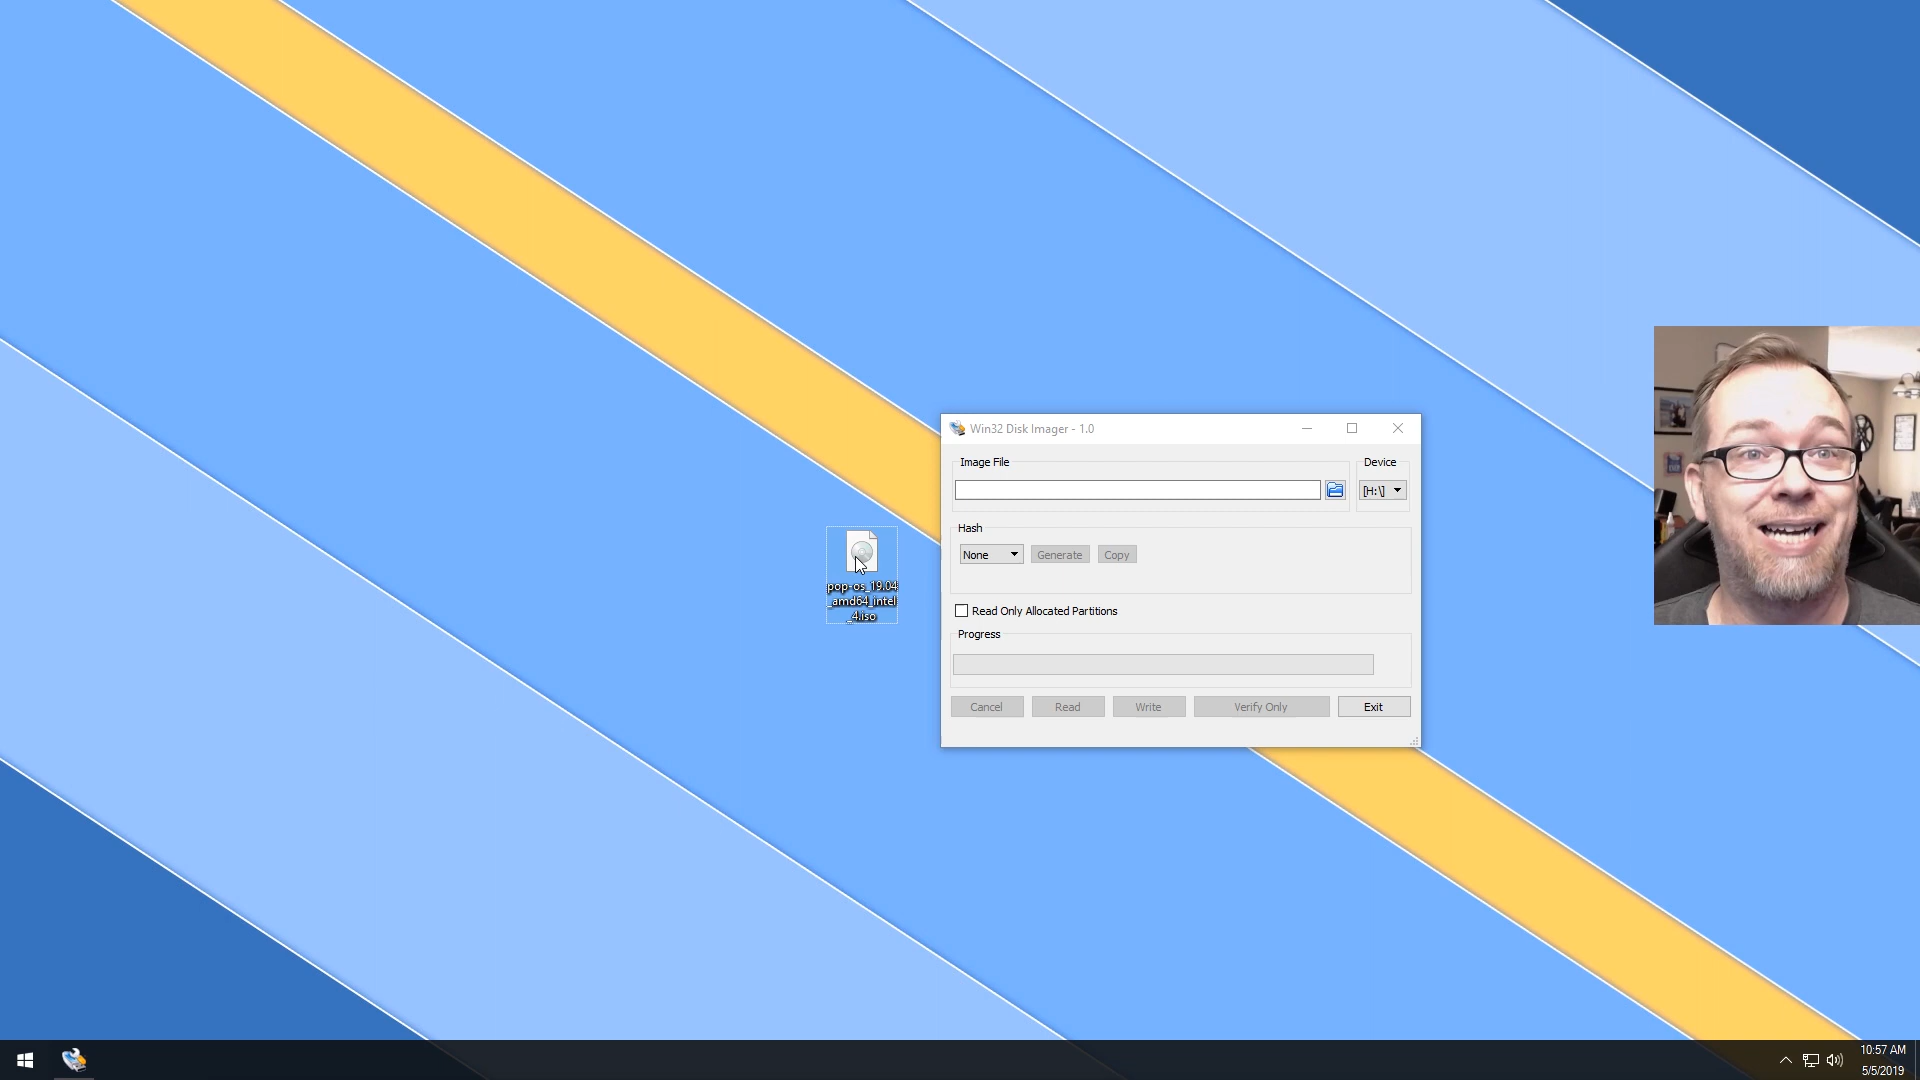 Win32 Disk Imager - 1.0
Image File
Device
[H:\]
Hash
None
Generate
Copy
pop-os_19.04
_amd64_intel
_4.iso
Read Only Allocated Partitions
Progress
Cancel
Read
Write
Verify Only
Exit
10:57 AM
5/5/2019